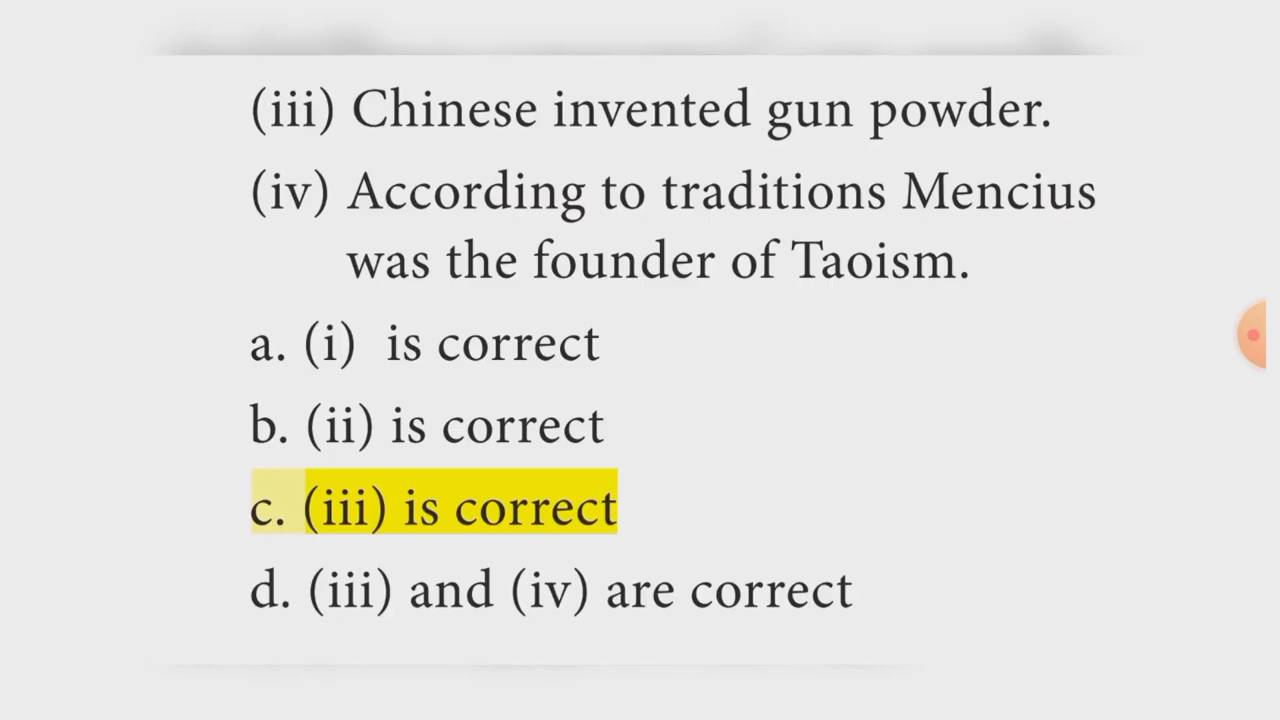 (iii) Chinese invented gun powder.
(iv) According to traditions Mencius
was the founder of Taoism.
a. (i) is correct
b. (ii) is correct
c. (iii) is correct
d. (iii) and (iv) are correct